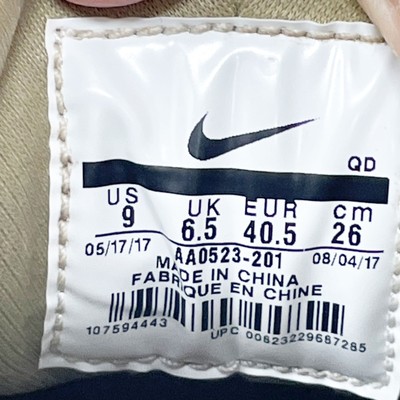 QD
US UK EUR cm
9 6.5 40.5 26
05/17/17 AA0523-201 08/04/17
MADE IN CHINA
FABRIQUE EN CHINE
107594443 UPC 00823229687285